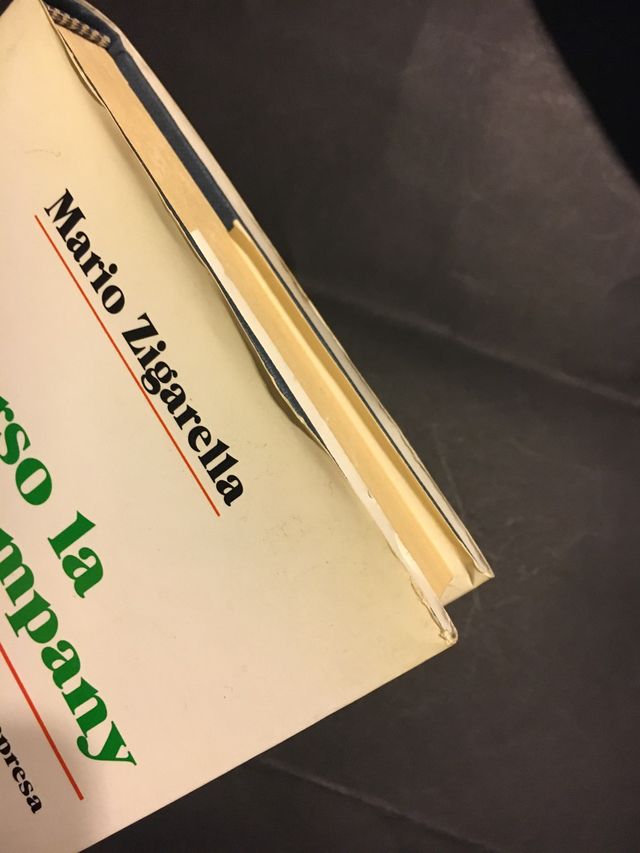 Mario Zigarella
rso la
mpany
presa